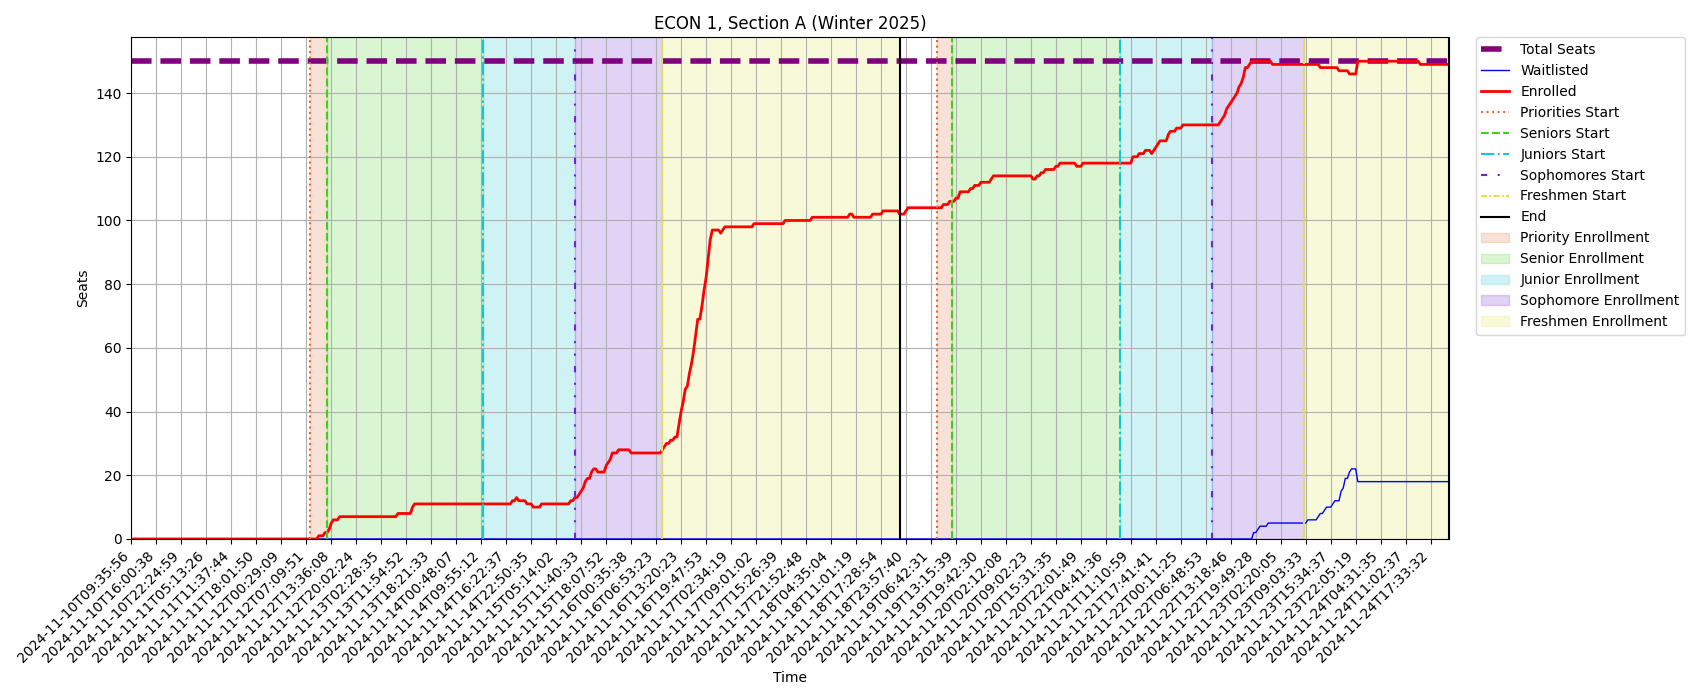 ECON 1, Section A (Winter 2025)
Seats
140
120
100
80
60
40
20
0
2024-11-10T09:35:56
2024-11-10T16:00:38
2024-11-10T22:24:59
2024-11-11T05:13:26
2024-11-11T11:37:44
2024-11-11T18:01:50
2024-11-12T00:29:09
2024-11-12T07:09:51
2024-11-12T13:36:08
2024-11-12T20:02:24
2024-11-13T02:28:35
2024-11-13T11:54:52
2024-11-13T18:21:33
2024-11-14T00:48:07
2024-11-14T09:55:12
2024-11-14T16:22:37
2024-11-14T22:50:35
2024-11-15T05:14:02
2024-11-15T11:40:33
2024-11-15T18:07:52
2024-11-16T00:35:38
2024-11-16T06:53:23
2024-11-16T13:20:23
2024-11-16T19:47:53
2024-11-17T02:34:19
2024-11-17T09:01:02
2024-11-17T15:26:39
2024-11-17T21:52:48
2024-11-18T04:35:04
2024-11-18T11:01:19
2024-11-18T17:28:54
2024-11-18T23:57:40
2024-11-19T06:42:31
2024-11-19T13:15:39
2024-11-19T19:42:30
2024-11-20T02:12:08
2024-11-20T09:02:23
2024-11-20T15:31:35
2024-11-20T22:01:49
2024-11-21T04:41:36
2024-11-21T11:10:59
2024-11-21T17:41:41
2024-11-22T00:11:25
2024-11-22T06:48:53
2024-11-22T13:18:46
2024-11-22T19:49:28
2024-11-23T02:20:05
2024-11-23T09:03:33
2024-11-23T15:34:37
2024-11-23T22:05:19
2024-11-24T04:31:35
2024-11-24T11:02:37
2024-11-24T17:33:32
Time
Total Seats
Waitlisted
Enrolled
Priorities Start
Seniors Start
Juniors Start
Sophomores Start
Freshmen Start
End
Priority Enrollment
Senior Enrollment
Junior Enrollment
Sophomore Enrollment
Freshmen Enrollment